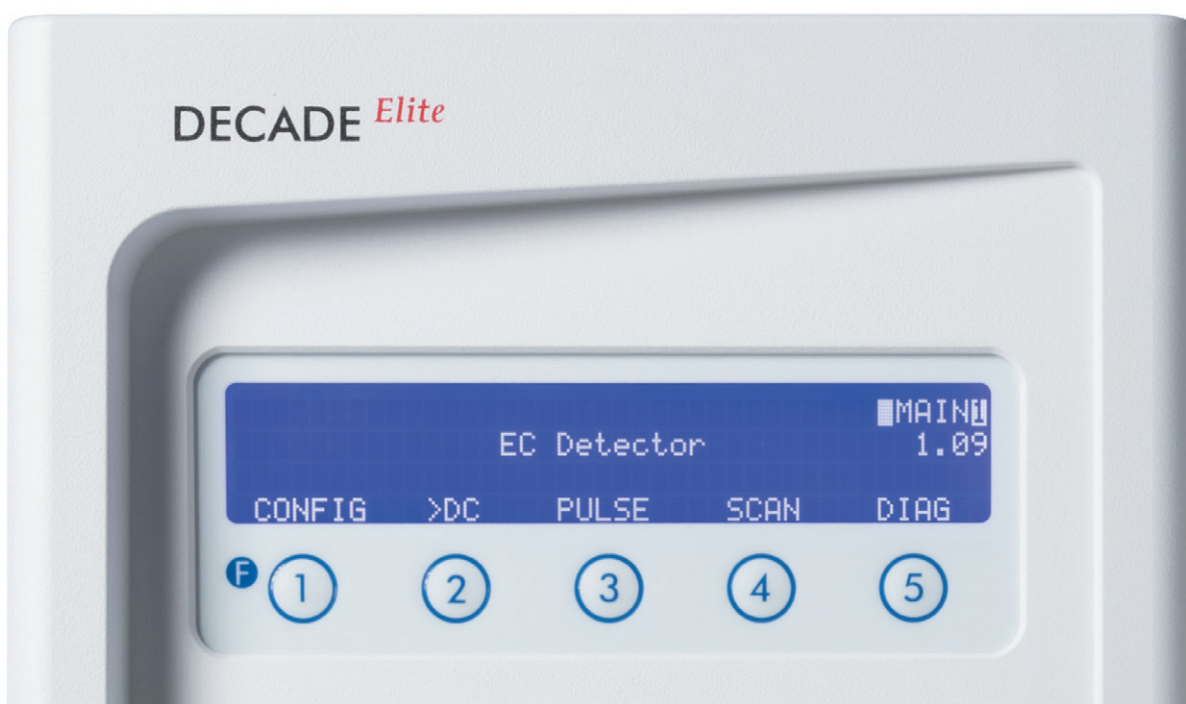 DECADE Elite
MAIN1
EC Detector 1.09
CONFIG >DC PULSE SCAN DIAG
F 1 2 3 4 5